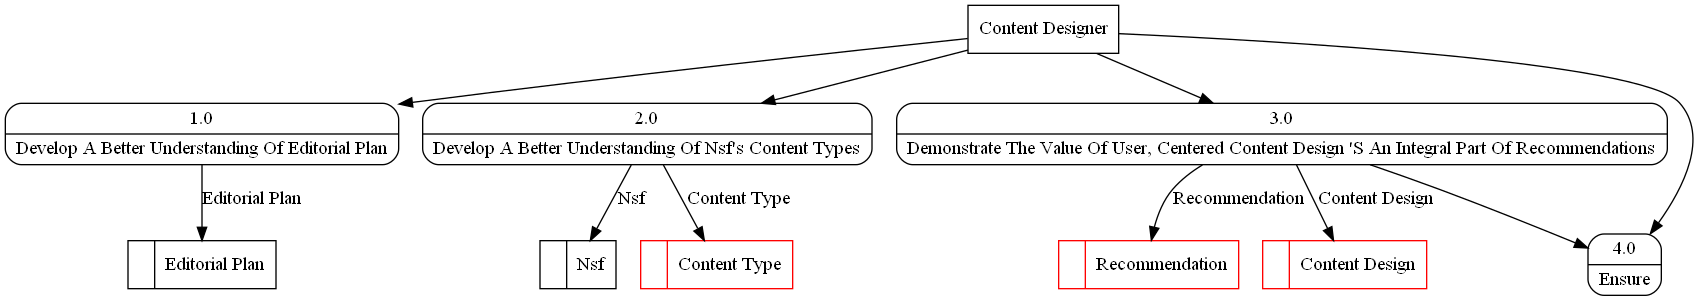 Content Designer
1.0
Develop A Better Understanding Of Editorial Plan
2.0
Develop A Better Understanding Of Nsf's Content Types
3.0
Demonstrate The Value Of User, Centered Content Design 'S An Integral Part Of Recommendations
Editorial Plan
Nsf
Content Type
Recommendation
Content Design
Editorial Plan
Nsf
Content Type
Recommendation
Content Design
4.0
Ensure